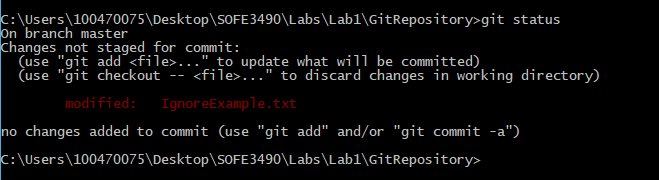 C:\Users\100470075\Desktop\SOFE3490\Labs\Lab1\GitRepository>git status
On branch master
Changes not staged for commit:
  (use "git add <file>..." to update what will be committed)
  (use "git checkout -- <file>..." to discard changes in working directory)
        modified:   IgnoreExample.txt
no changes added to commit (use "git add" and/or "git commit -a")
C:\Users\100470075\Desktop\SOFE3490\Labs\Lab1\GitRepository>